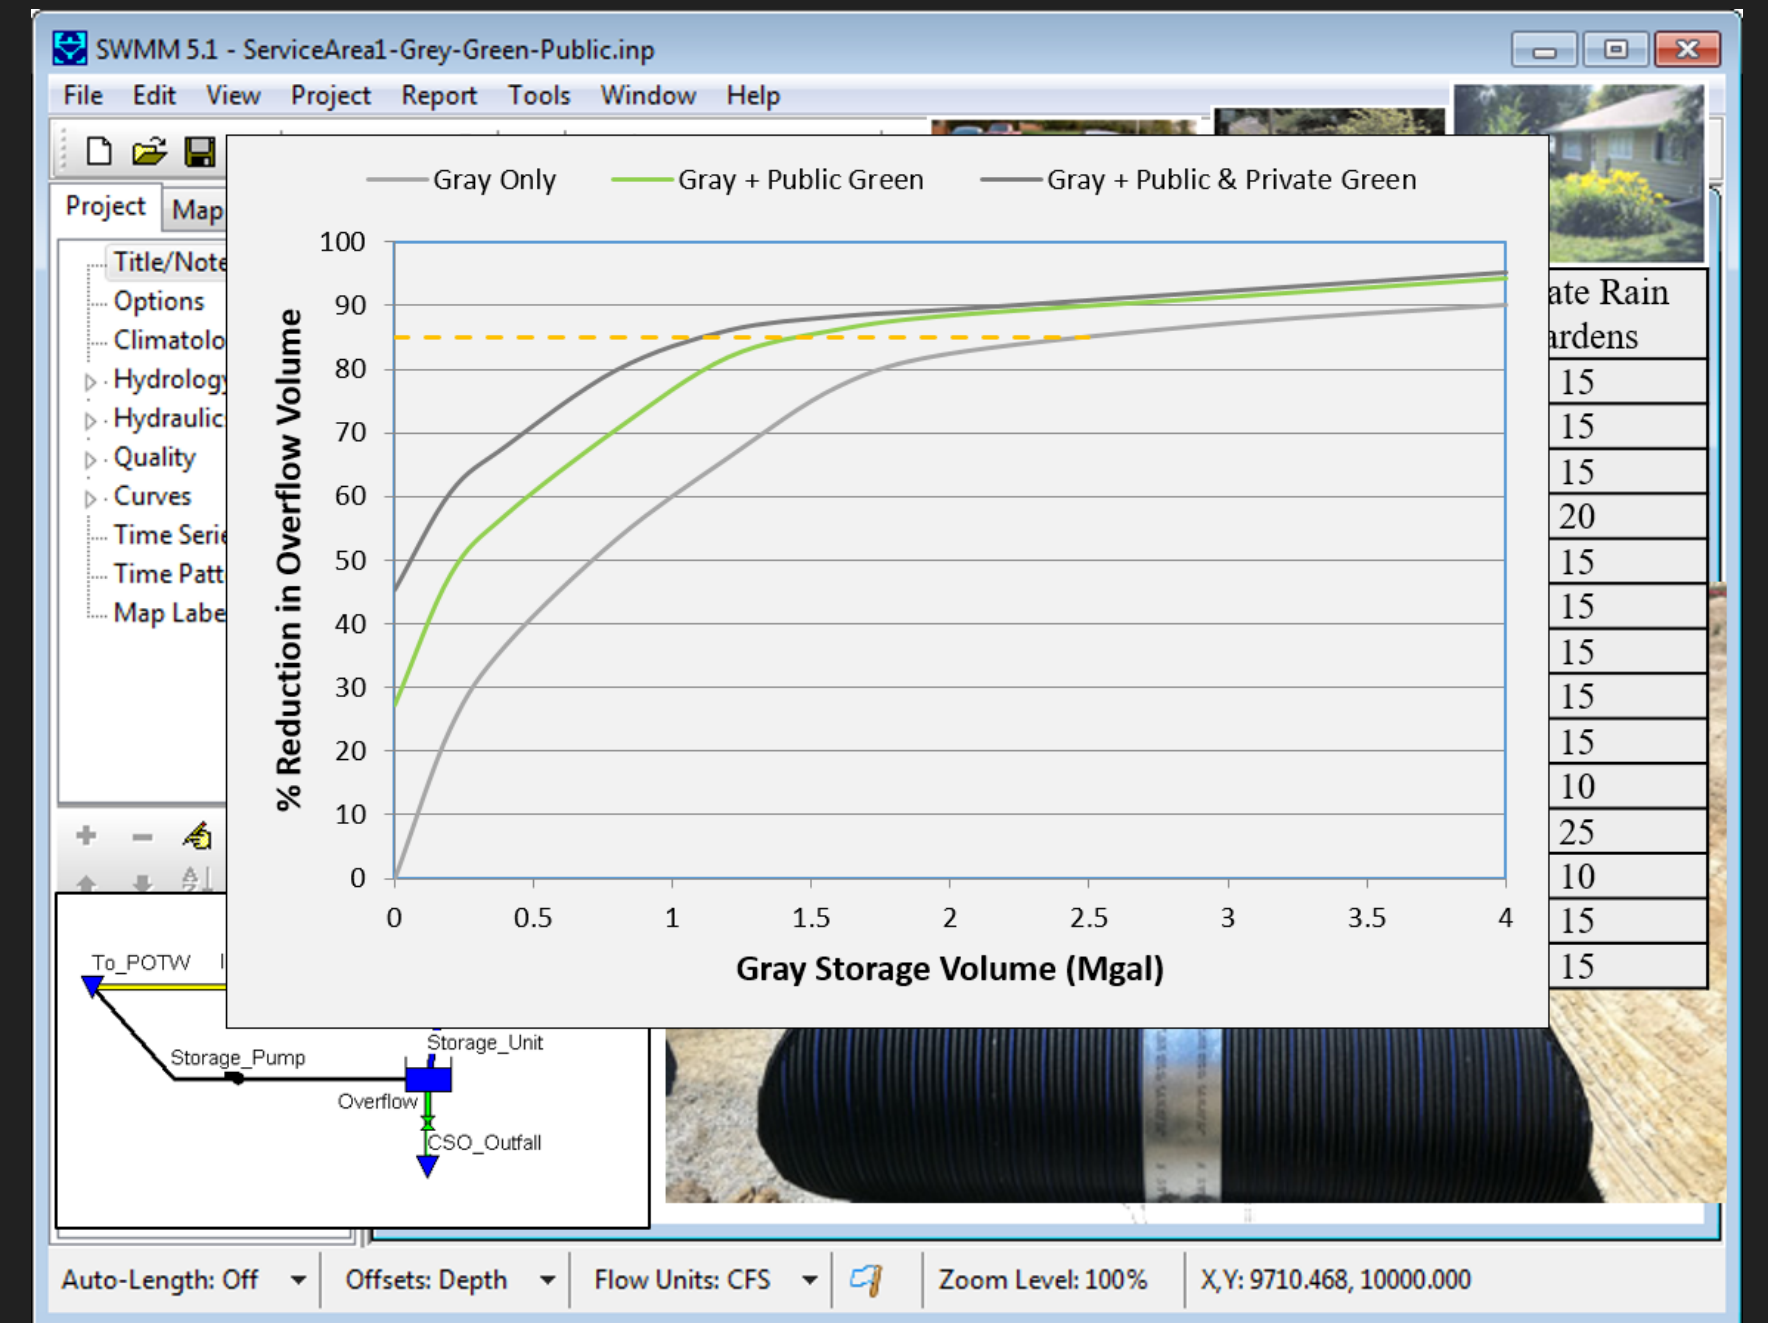 SWMM 5.1 - ServiceArea1-Grey-Green-Public.inp
File Edit View Project Report Tools Window Help
Project Map
Title/Note
Options
Climatolo
Hydrology
Hydraulic
Quality
Curves
Time Serie
Time Patt
Map Labe
Gray Only Gray + Public Green Gray + Public & Private Green
% Reduction in Overflow Volume
100
90
80
70
60
50
40
30
20
10
0
0 0.5 1 1.5 2 2.5 3 3.5 4
Gray Storage Volume (Mgal)
ate Rain
ardens
15
15
15
20
15
15
15
15
15
10
25
10
15
15
To_POTW
Storage_Unit
Storage_Pump
Overflow
CSO_Outfall
Auto-Length: Off Offsets: Depth Flow Units: CFS Zoom Level: 100% X,Y: 9710.468, 10000.000